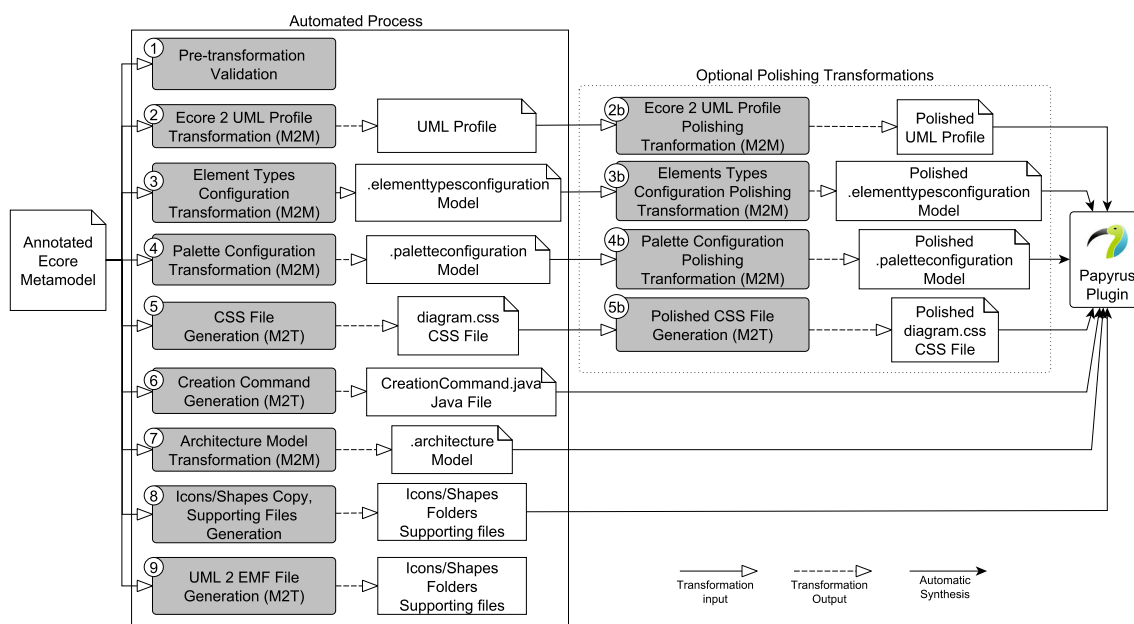 Automated Process
Optional Polishing Transformations
Annotated
Ecore
Metamodel
1
Pre-transformation
Validation
2
Ecore 2 UML Profile
Transformation (M2M)
UML Profile
2b
Ecore 2 UML Profile
Polishing
Tranformation (M2M)
Polished
UML Profile
3
Element Types
Configuration
Transformation (M2M)
.elementtypesconfiguration
Model
3b
Elements Types
Configuration Polishing
Transformation (M2M)
Polished
.elementtypesconfiguration
Model
4
Palette Configuration
Transformation (M2M)
.paletteconfiguration
Model
4b
Palette Configuration
Polishing
Tranformation (M2M)
Polished
.paletteconfiguration
Model
Papyrus
Plugin
5
CSS File
Generation (M2T)
diagram.css
CSS File
5b
Polished CSS File
Generation (M2T)
Polished
diagram.css
CSS File
6
Creation Command
Generation (M2T)
CreationCommand.java
Java File
7
Architecture Model
Transformation (M2M)
.architecture
Model
8
Icons/Shapes Copy,
Supporting Files
Generation
Icons/Shapes
Folders
Supporting files
9
UML 2 EMF File
Generation (M2T)
Icons/Shapes
Folders
Supporting files
Transformation
input
Transformation
Output
Automatic
Synthesis